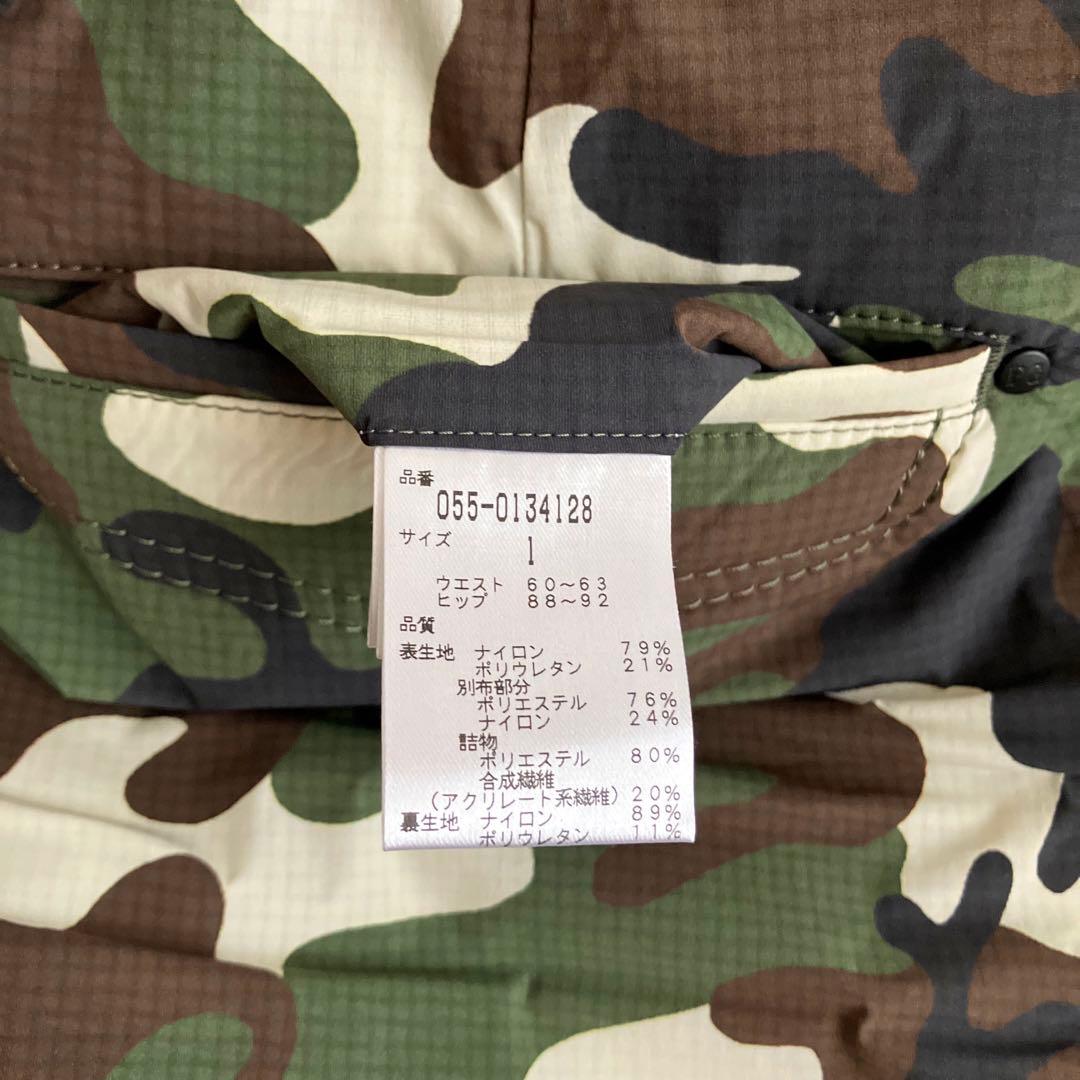 品番
055-0134128
サイズ
1
ウエスト 60～63
ヒップ 88～92
品質
表生地 ナイロン 79%
ポリウレタン 21%
別布部分
ポリエステル 76%
ナイロン 24%
詰物
ポリエステル 80%
合成繊維
(アクリレート系繊維) 20%
裏生地 ナイロン 89%
ポリウレタン 11%